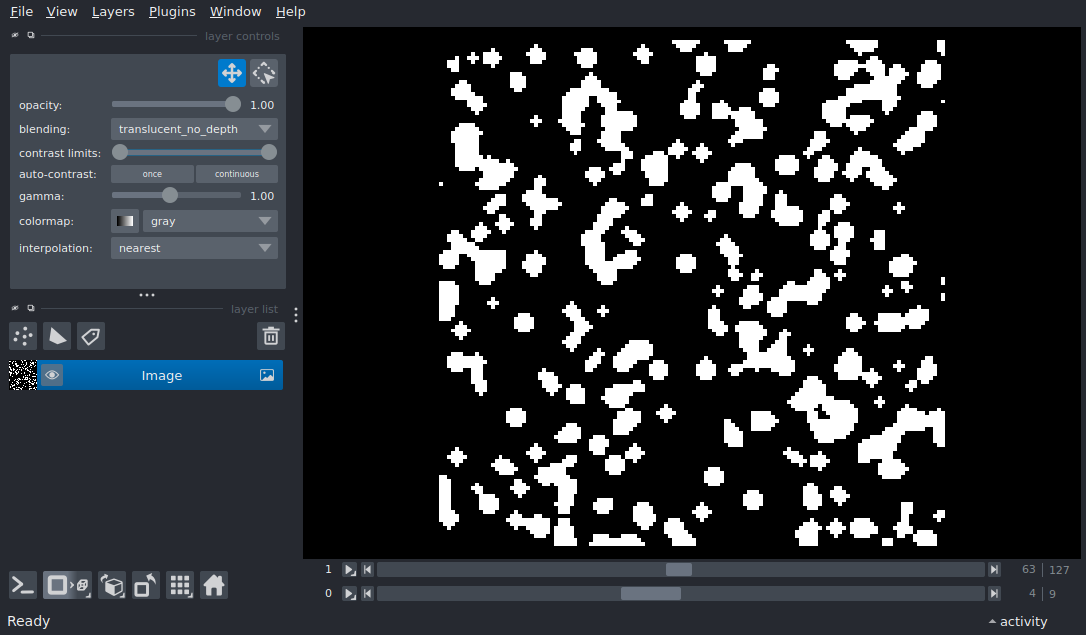 File View Layers Plugins Window Help
layer controls
opacity: 1.00
blending: translucent_no_depth
contrast limits:
auto-contrast: once continuous
gamma: 1.00
colormap: gray
interpolation: nearest
layer list
Image
1 63 127
0 4 9
Ready activity